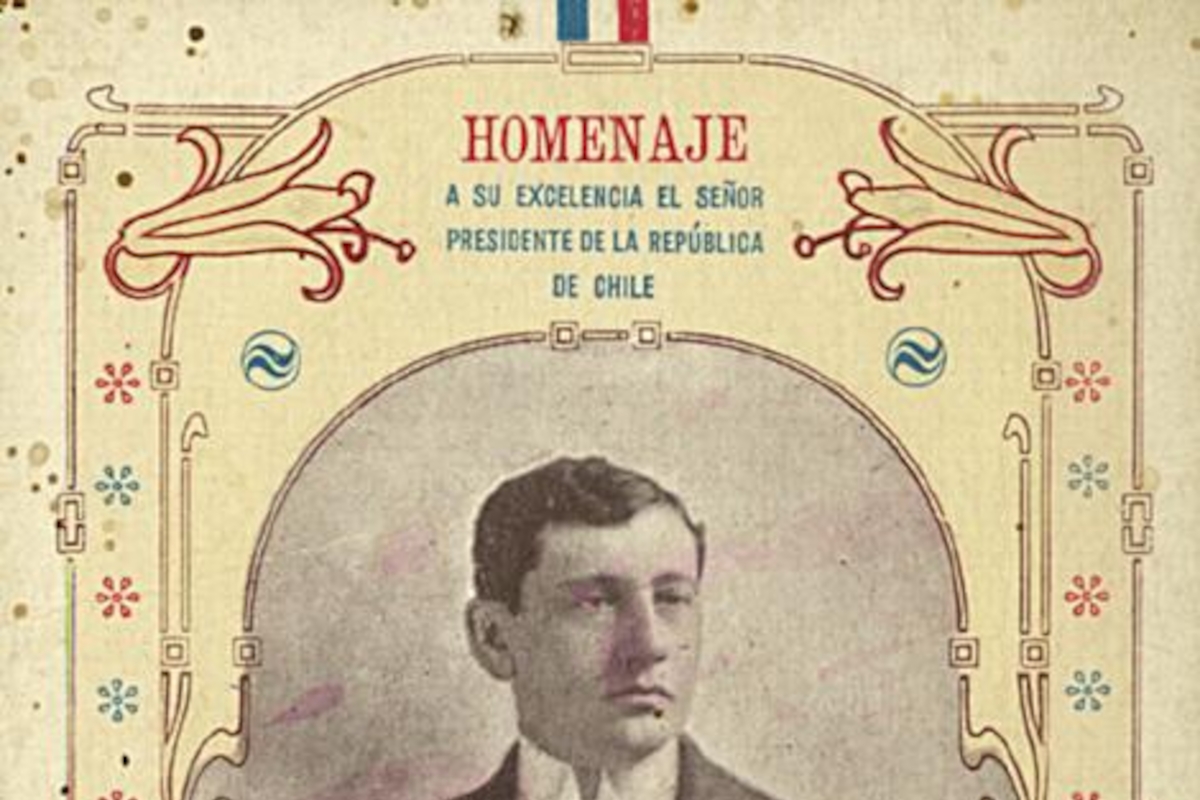 HOMENAJE
A SU EXCELENCIA EL SEÑOR
PRESIDENTE DE LA REPÚBLICA
DE CHILE